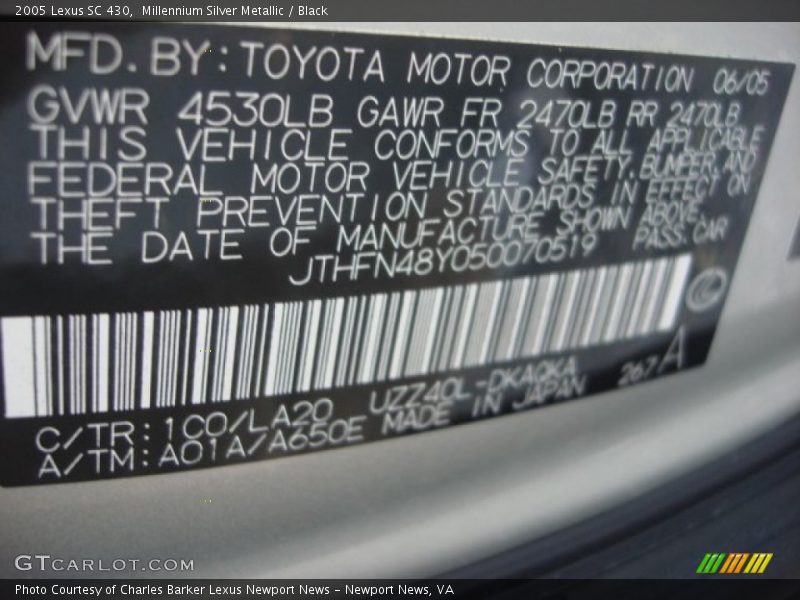 2005 Lexus SC 430,  Millennium Silver Metallic / Black
MFD. BY: TOYOTA MOTOR CORPORATION 06/05
GVWR 4530LB GAWR FR 2470LB RR 2470LB
THIS VEHICLE CONFORMS TO ALL APPLICABLE
FEDERAL MOTOR VEHICLE SAFETY, BUMPER, AND
THEFT PREVENTION STANDARDS IN EFFECT ON
THE DATE OF MANUFACTURE SHOWN ABOVE.
JTHFN48Y050070519 PASS.CAR
C/TR: 1C0/LA20 UZZ40L-DKAQKA 267A
A/TM: A01A/A650E MADE IN JAPAN
GTCARLOT.COM
Photo Courtesy of Charles Barker Lexus Newport News – Newport News, VA